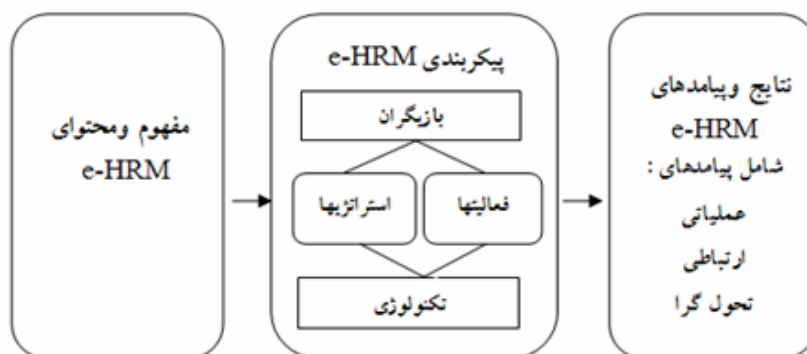 مفهوم ومحتوای
e-HRM
پیکربندی e-HRM
بازیگران
استراتژیها
فعالیتها
تکنولوژی
نتایج وپیامدهای
e-HRM
شامل پیامدهای :
عملیاتی
ارتباطی
تحول گرا